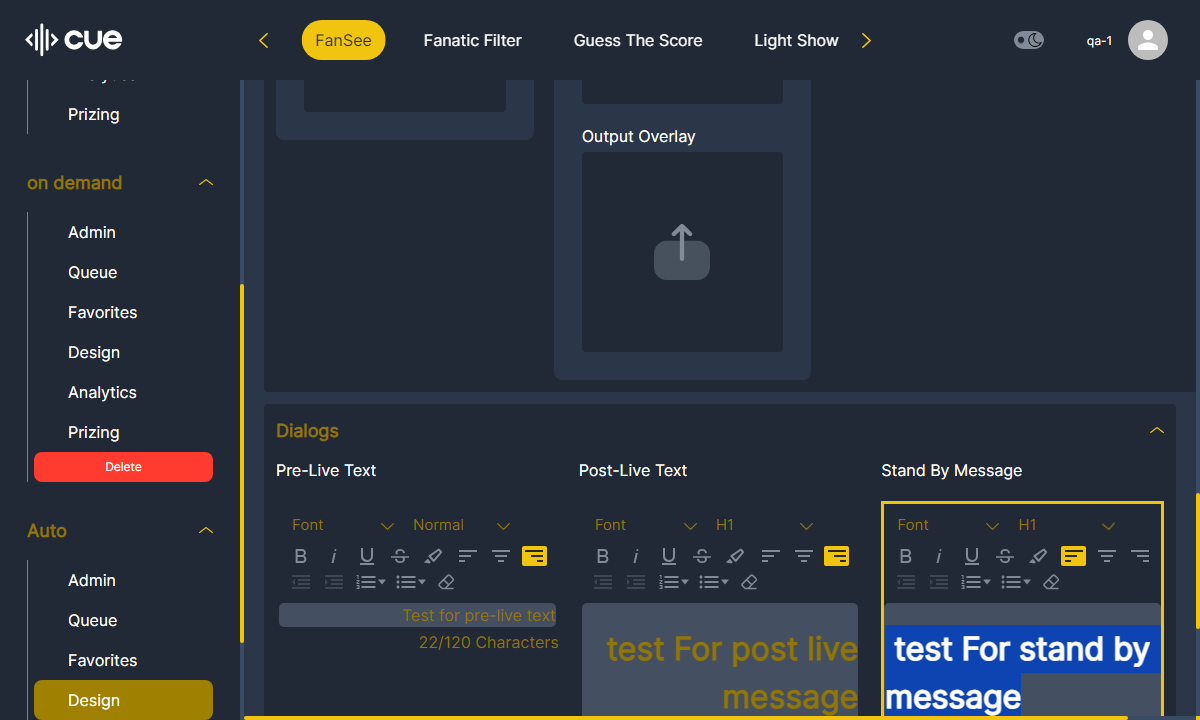 cue
FanSee
Fanatic Filter
Guess The Score
Light Show
qa-1
Prizing
on demand
Admin
Queue
Favorites
Design
Analytics
Prizing
Delete
Auto
Admin
Queue
Favorites
Design
Output Overlay
Dialogs
Pre-Live Text
Post-Live Text
Stand By Message
Font
Normal
Font
H1
Font
H1
Test for pre-live text
22/120 Characters
test For post live
message
test For stand by
message